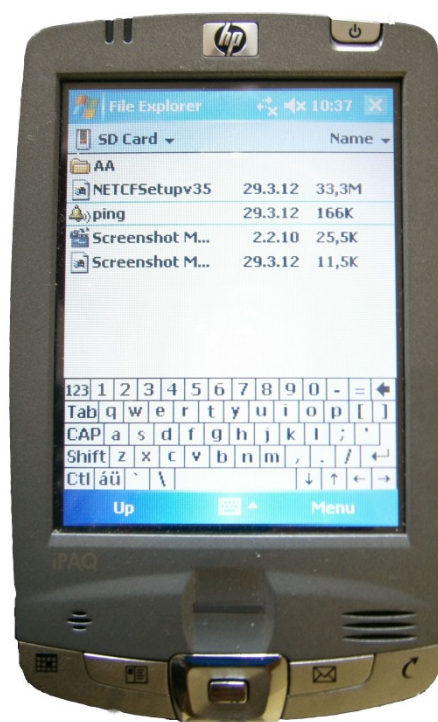 hp
File Explorer 10:37
SD Card Name
AA
NETCFSetupv35 29.3.12 33,3M
ping 29.3.12 166K
Screenshot M... 2.2.10 25,5K
Screenshot M... 29.3.12 11,5K
123 1 2 3 4 5 6 7 8 9 0 - =
Tab q w e r t y u i o p [ ]
CAP a s d f g h j k l ; '
Shift z x c v b n m , . /
Ctl áü ` \ ↓ ↑ ← →
Up Menu
iPAQ